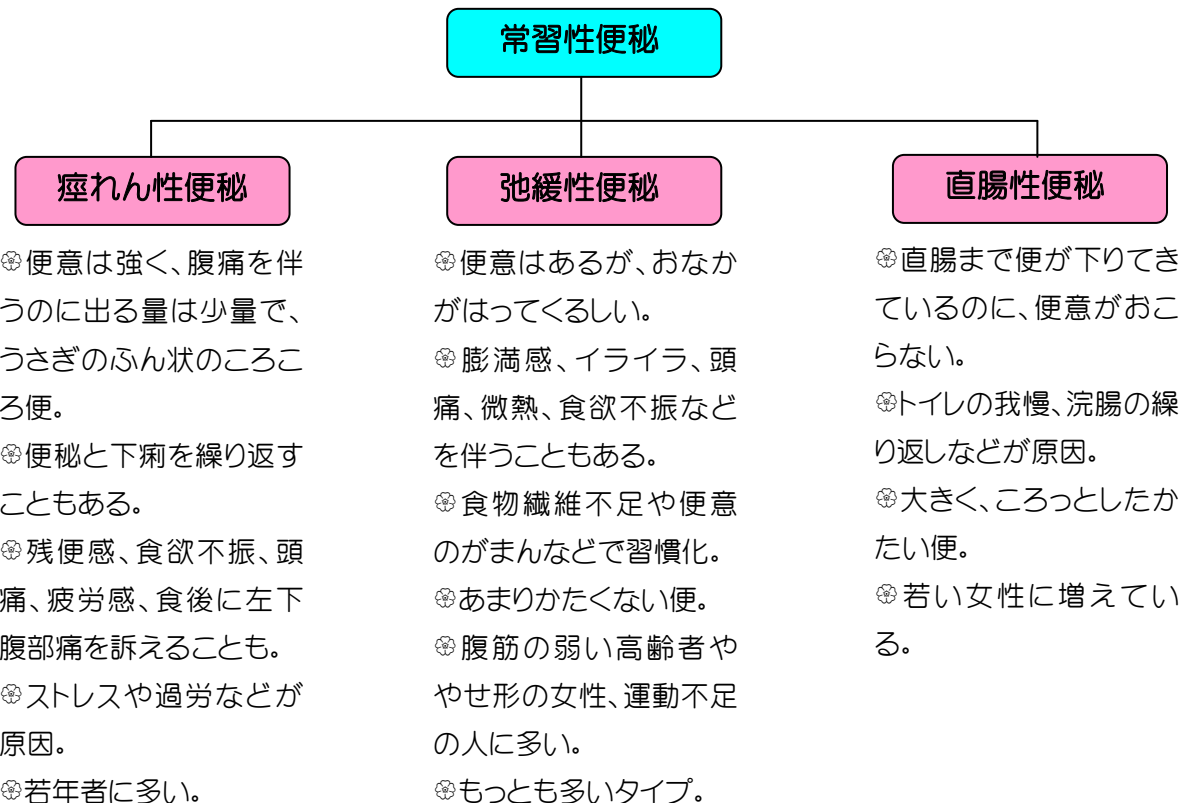 常習性便秘
痙れん性便秘
❀便意は強く、腹痛を伴
うのに出る量は少量で、
うさぎのふん状のころこ
ろ便。
❀便秘と下痢を繰り返す
こともある。
❀残便感、食欲不振、頭
痛、疲労感、食後に左下
腹部痛を訴えることも。
❀ストレスや過労などが
原因。
❀若年者に多い。
弛緩性便秘
❀便意はあるが、おなか
がはってくるしい。
❀膨満感、イライラ、頭
痛、微熱、食欲不振など
を伴うこともある。
❀食物繊維不足や便意
のがまんなどで習慣化。
❀あまりかたくない便。
❀腹筋の弱い高齢者や
やせ形の女性、運動不足
の人に多い。
❀もっとも多いタイプ。
直腸性便秘
❀直腸まで便が下りてき
ているのに、便意がおこ
らない。
❀トイレの我慢、浣腸の繰
り返しなどが原因。
❀大きく、ころっとしたか
たい便。
❀若い女性に増えてい
る。